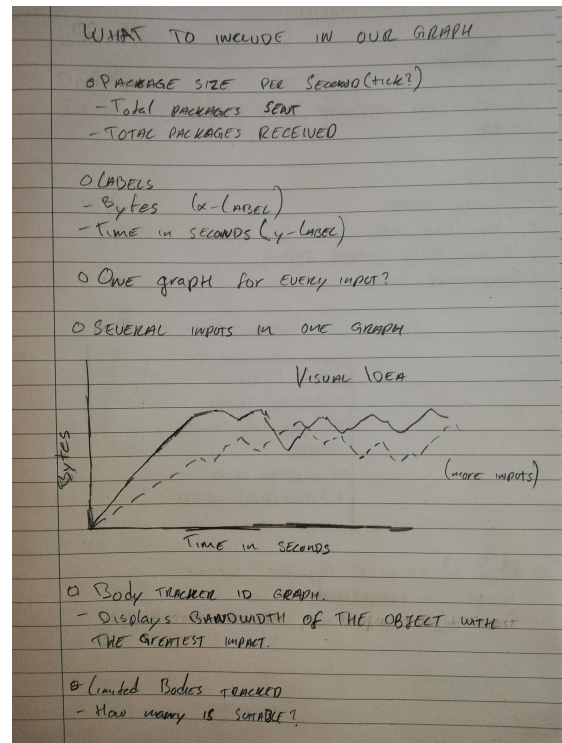 WHAT TO INCLUDE IN OUR GRAPH
o PACKAGE SIZE PER SECOND (tick?)
- Total PACKAGES SENT
- TOTAL PACKAGES RECEIVED
o LABELS
- Bytes (x-LABEL)
- Time in SECONDS (y-LABEL)
o ONE graph for EVERY INPUT?
o SEVERAL INPUTS IN ONE GRAPH
VISUAL IDEA
Bytes
(MORE INPUTS)
TIME IN SECONDS
o Body TRACKER ID GRAPH.
- Displays BANDWIDTH of THE OBJECT WITH
THE GREATEST IMPACT.
o Limited Bodies TRACKED
- How many IS SUITABLE?